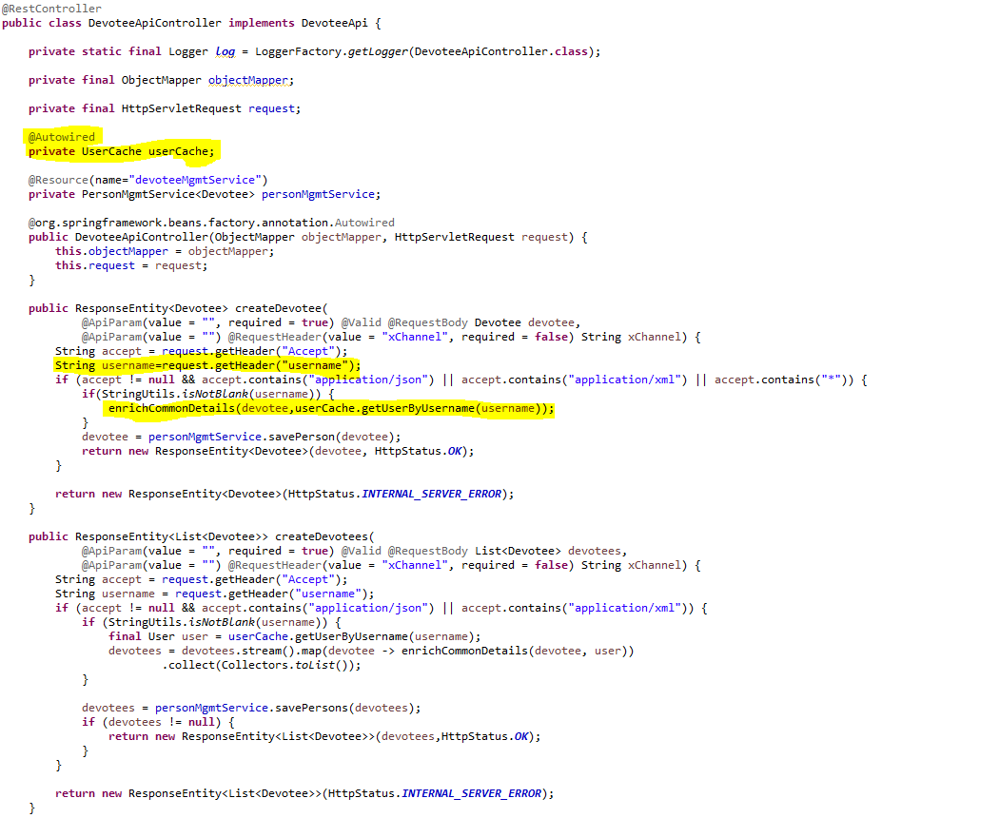 @RestController
public class DevoteeApiController implements DevoteeApi {
private static final Logger log = LoggerFactory.getLogger(DevoteeApiController.class);
private final ObjectMapper objectMapper;
private final HttpServletRequest request;
@Autowired
private UserCache userCache;
@Resource(name="devoteeMgmtService")
private PersonMgmtService<Devotee> personMgmtService;
@org.springframework.beans.factory.annotation.Autowired
public DevoteeApiController(ObjectMapper objectMapper, HttpServletRequest request) {
this.objectMapper = objectMapper;
this.request = request;
}
public ResponseEntity<Devotee> createDevotee(
@ApiParam(value = "", required = true) @Valid @RequestBody Devotee devotee,
@ApiParam(value = "") @RequestHeader(value = "xChannel", required = false) String xChannel) {
String accept = request.getHeader("Accept");
String username=request.getHeader("username");
if (accept != null && accept.contains("application/json") || accept.contains("application/xml") || accept.contains("*")) {
if(StringUtils.isNotBlank(username)) {
enrichCommonDetails(devotee,userCache.getUserByUsername(username));
}
devotee = personMgmtService.savePerson(devotee);
return new ResponseEntity<Devotee>(devotee, HttpStatus.OK);
}
return new ResponseEntity<Devotee>(HttpStatus.INTERNAL_SERVER_ERROR);
}
public ResponseEntity<List<Devotee>> createDevotees(
@ApiParam(value = "", required = true) @Valid @RequestBody List<Devotee> devotees,
@ApiParam(value = "") @RequestHeader(value = "xChannel", required = false) String xChannel) {
String accept = request.getHeader("Accept");
String username = request.getHeader("username");
if (accept != null && accept.contains("application/json") || accept.contains("application/xml")) {
if (StringUtils.isNotBlank(username)) {
final User user = userCache.getUserByUsername(username);
devotees = devotees.stream().map(devotee -> enrichCommonDetails(devotee, user))
.collect(Collectors.toList());
}
devotees = personMgmtService.savePersons(devotees);
if (devotees != null) {
return new ResponseEntity<List<Devotee>>(devotees,HttpStatus.OK);
}
}
return new ResponseEntity<List<Devotee>>(HttpStatus.INTERNAL_SERVER_ERROR);
}